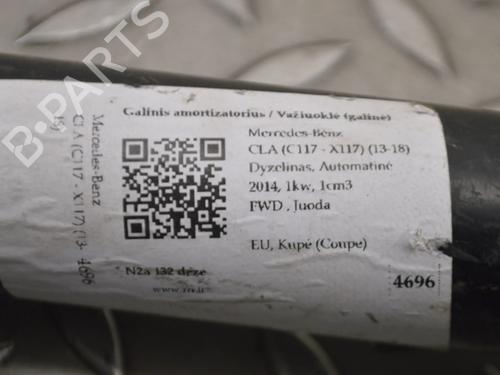 B-PARTS
Galinis amortizatorius / Važiuoklė (galinė)
Mercedes-Benz
CLA (C117 - X117) (13-18)
Dyzelinas, Automatinė
2014, 1kw, 1cm3
FWD , Juoda
EU, Kupė (Coupe)
N2a 132 dėžė
4696
Mercedes-Benz
CLA (C117 - X117) (13-
18)
4696